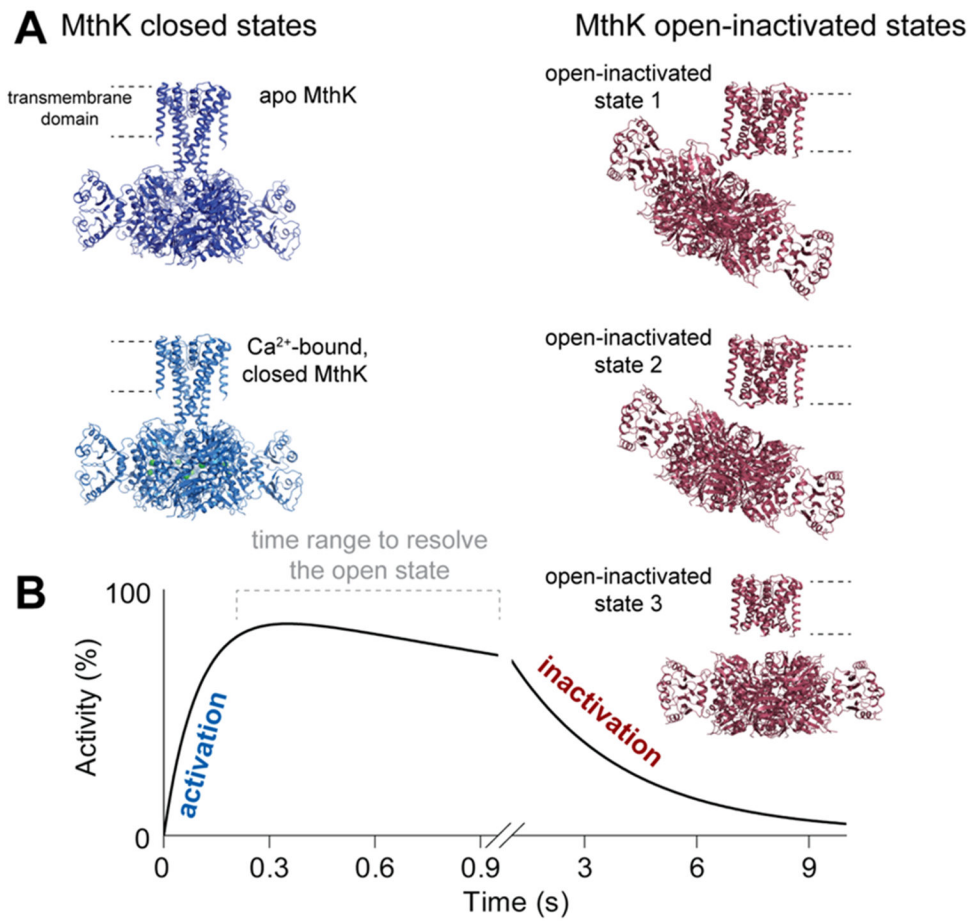 A MthK closed states
MthK open-inactivated states
transmembrane
domain
apo MthK
open-inactivated
state 1
Ca²⁺-bound,
closed MthK
open-inactivated
state 2
time range to resolve
the open state
open-inactivated
state 3
B
100
0
Activity (%)
activation
inactivation
0 0.3 0.6 0.9 3 6 9
Time (s)